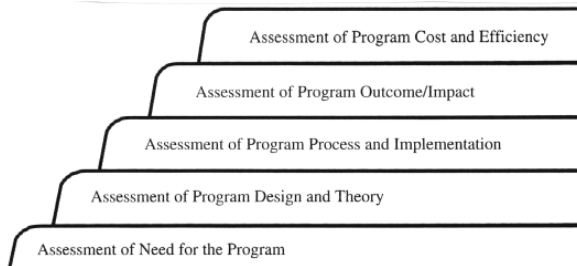 Assessment of Program Cost and Efficiency
Assessment of Program Outcome/Impact
Assessment of Program Process and Implementation
Assessment of Program Design and Theory
Assessment of Need for the Program